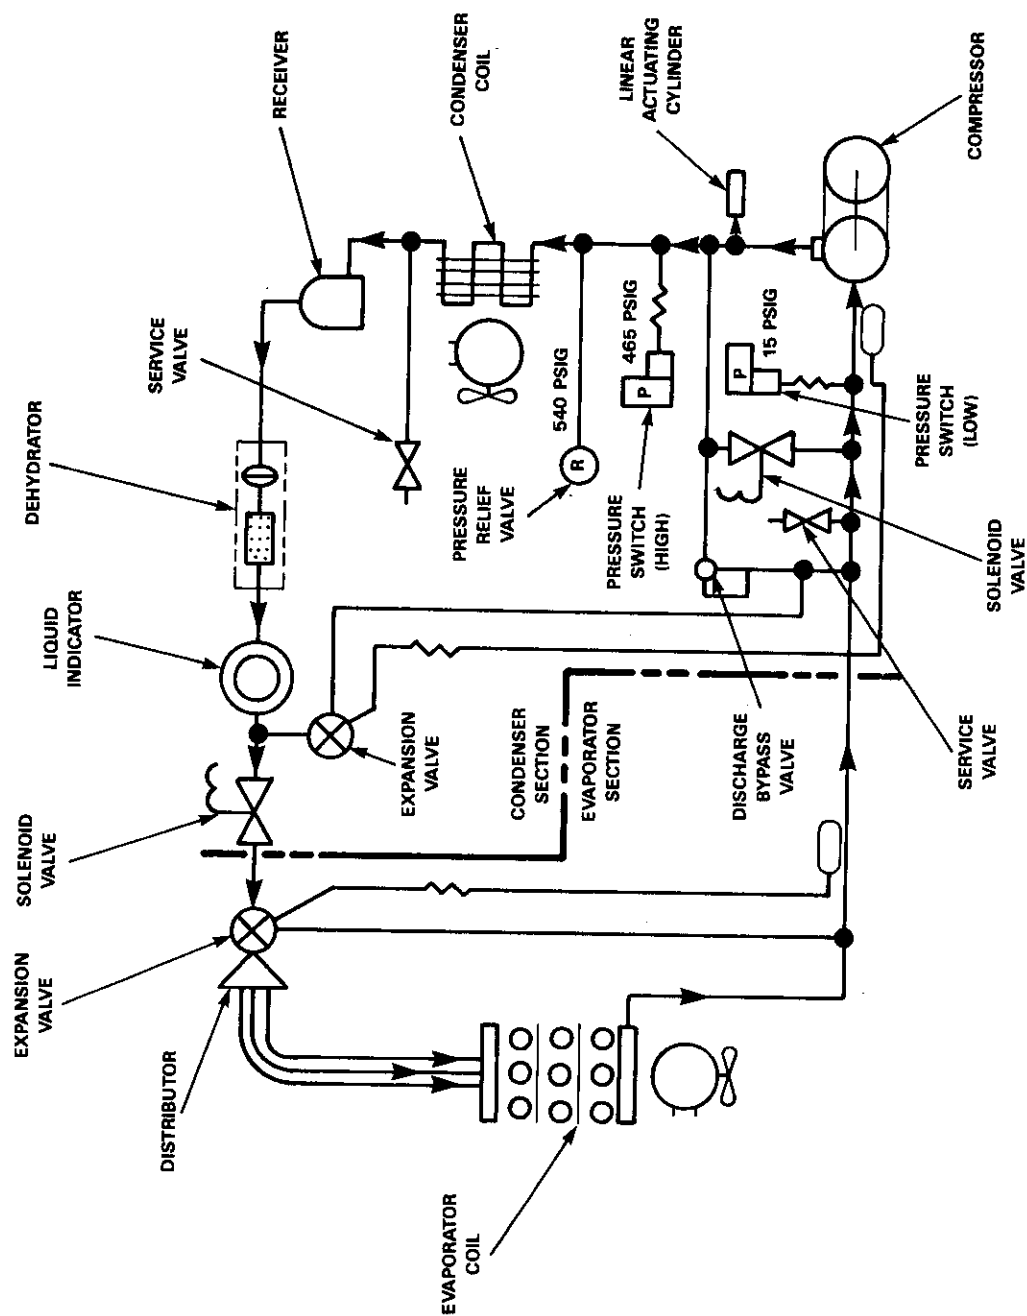 EXPANSION
VALVE
SOLENOID
VALVE
LIQUID
INDICATOR
DEHYDRATOR
SERVICE
VALVE
RECEIVER
CONDENSER
COIL
DISTRIBUTOR
EXPANSION
VALVE
PRESSURE
RELIEF
VALVE
540 PSIG
R
CONDENSER
SECTION
EVAPORATOR
SECTION
PRESSURE
SWITCH
(HIGH)
P
465 PSIG
LINEAR
ACTUATING
CYLINDER
EVAPORATOR
COIL
DISCHARGE
BYPASS
VALVE
P
15 PSIG
SERVICE
VALVE
SOLENOID
VALVE
PRESSURE
SWITCH
(LOW)
COMPRESSOR